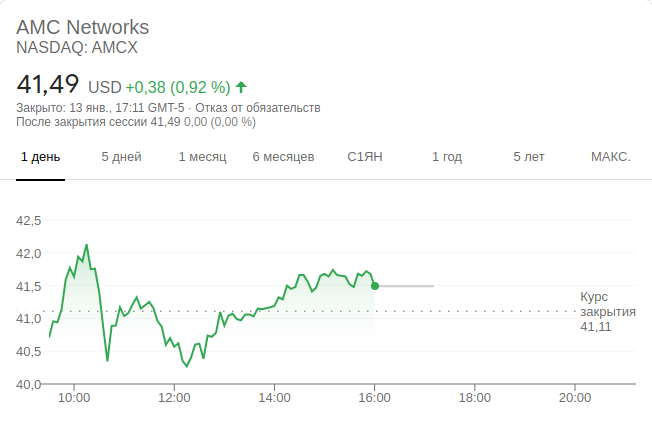 AMC Networks
NASDAQ: AMCX
41,49 USD +0,38 (0,92 %)
Закрыто: 13 янв., 17:11 GMT-5 · Отказ от обязательств
После закрытия сессии 41,49 0,00 (0,00 %)
1 день 5 дней 1 месяц 6 месяцев С1ЯН 1 год 5 лет МАКС.
42,5
42,0
41,5
41,0
40,5
40,0
Курс
закрытия
41,11
10:00 12:00 14:00 16:00 18:00 20:00